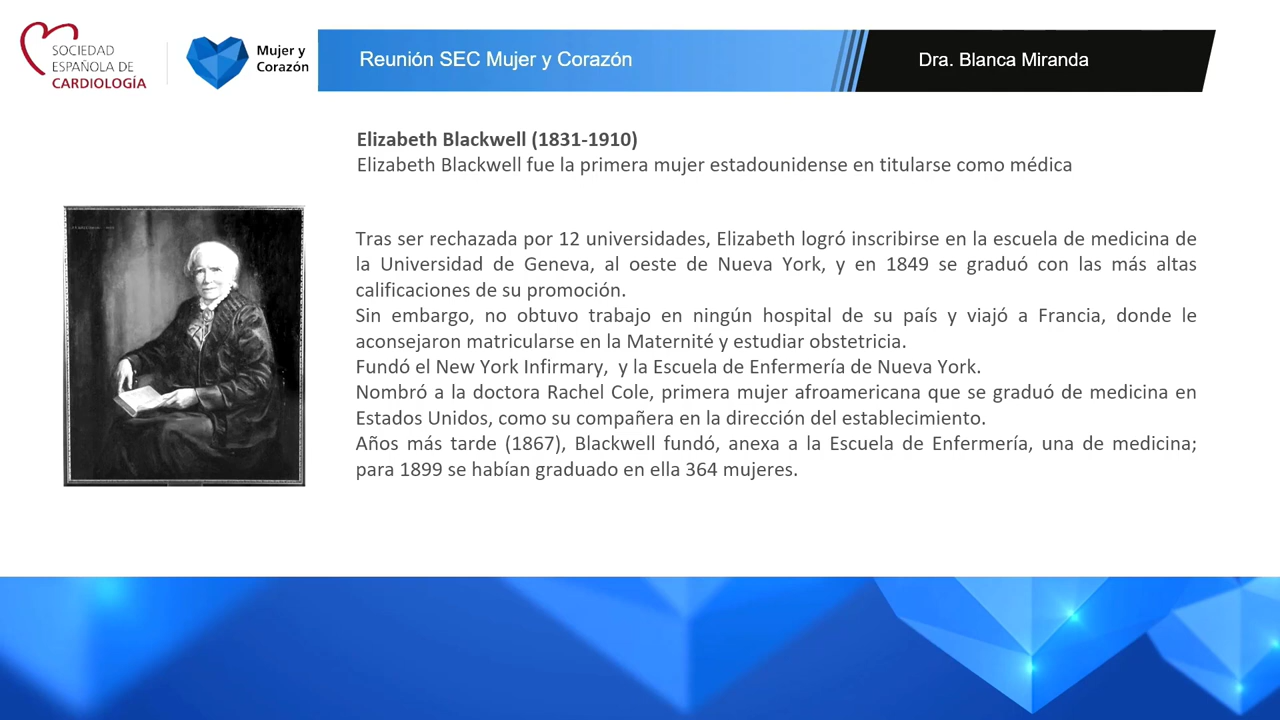 SOCIEDAD
ESPAÑOLA DE
CARDIOLOGÍA
Mujer y
Corazón
Reunión SEC Mujer y Corazón
Dra. Blanca Miranda
Elizabeth Blackwell (1831-1910)
Elizabeth Blackwell fue la primera mujer estadounidense en titularse como médica
Tras ser rechazada por 12 universidades, Elizabeth logró inscribirse en la escuela de medicina de
la Universidad de Geneva, al oeste de Nueva York, y en 1849 se graduó con las más altas
calificaciones de su promoción.
Sin embargo, no obtuvo trabajo en ningún hospital de su país y viajó a Francia, donde le
aconsejaron matricularse en la Maternité y estudiar obstetricia.
Fundó el New York Infirmary,  y la Escuela de Enfermería de Nueva York.
Nombró a la doctora Rachel Cole, primera mujer afroamericana que se graduó de medicina en
Estados Unidos, como su compañera en la dirección del establecimiento.
Años más tarde (1867), Blackwell fundó, anexa a la Escuela de Enfermería, una de medicina;
para 1899 se habían graduado en ella 364 mujeres.